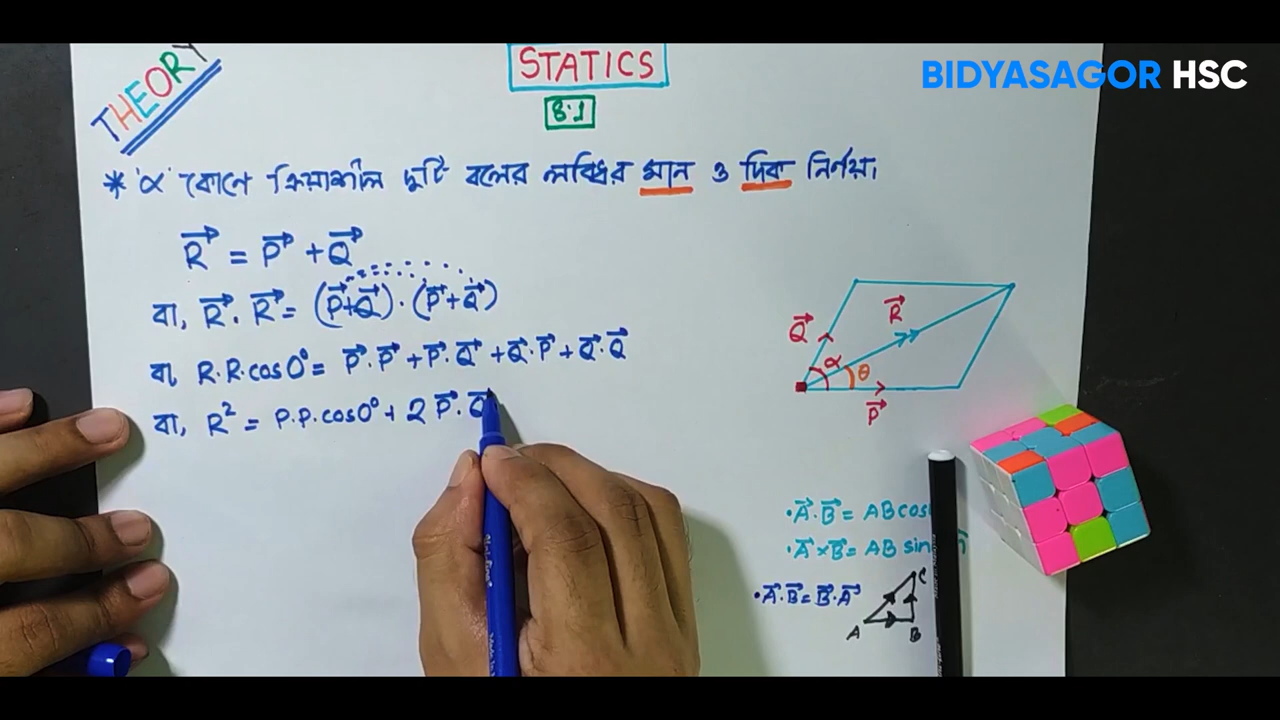 THEORY
STATICS
BIDYASAGOR HSC
8.1
* 'α' কোণে ক্রিয়াশীল দুটি বলের লব্ধির মান ও দিক নির্ণয়।
R⃗ = P⃗ + Q⃗
বা, R⃗ . R⃗ = (P⃗+Q⃗) . (P⃗+Q⃗)
বা, R.R.cos0° = P⃗.P⃗ + P⃗.Q⃗ + Q⃗.P⃗ + Q⃗.Q⃗
বা, R² = P.P.cos0° + 2 P⃗.Q⃗
Q⃗
R⃗
α
θ
P⃗
• A⃗.B⃗ = AB cos
• A⃗×B⃗ = AB sin
• A⃗.B⃗ = B⃗.A⃗
C
A
B